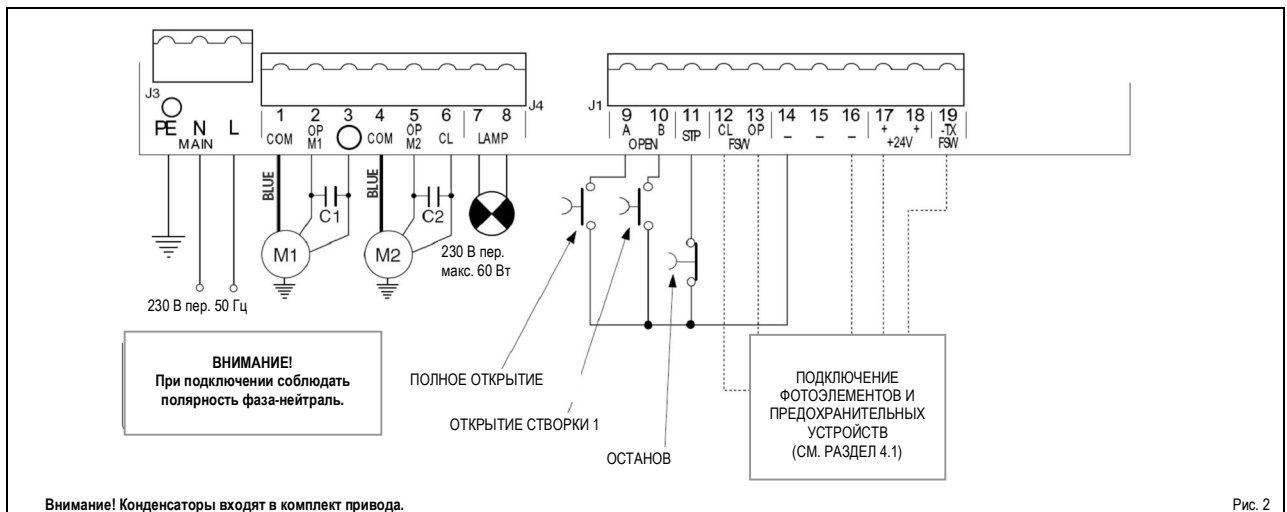 J3
J4
J1
PE N L
MAIN
1 2 3 4 5 6 7 8
COM OP M1 COM OP M2 CL LAMP
9 10 11 12 13 14 15 16 17 18 19
A B STP CL OP – – – + + -TX
OPEN FSW +24V FSW
BLUE
C1
BLUE
C2
M1
M2
230 В пер.
макс. 60 Вт
230 В пер. 50 Гц
ВНИМАНИЕ!
При подключении соблюдать
полярность фаза-нейтраль.
ПОЛНОЕ ОТКРЫТИЕ
ОТКРЫТИЕ СТВОРКИ 1
ОСТАНОВ
ПОДКЛЮЧЕНИЕ
ФОТОЭЛЕМЕНТОВ И
ПРЕДОХРАНИТЕЛЬНЫХ
УСТРОЙСТВ
(СМ. РАЗДЕЛ 4.1)
Внимание! Конденсаторы входят в комплект привода.
Рис. 2